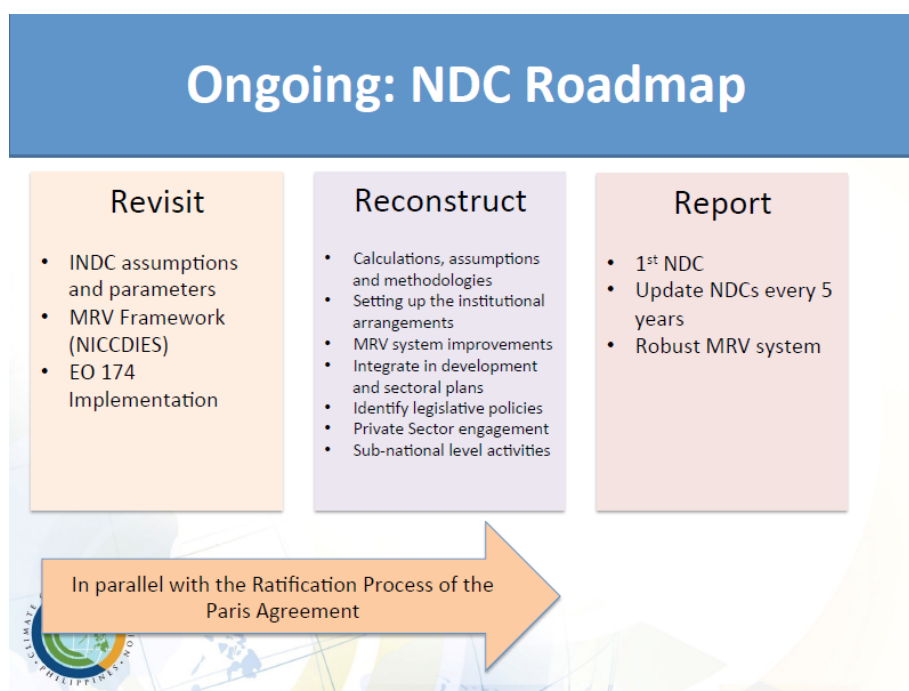 Ongoing: NDC Roadmap
Revisit
• INDC assumptions
and parameters
• MRV Framework
(NICCDIES)
• EO 174
Implementation
Reconstruct
• Calculations, assumptions
and methodologies
• Setting up the institutional
arrangements
• MRV system improvements
• Integrate in development
and sectoral plans
• Identify legislative policies
• Private Sector engagement
• Sub-national level activities
Report
• 1st NDC
• Update NDCs every 5
years
• Robust MRV system
In parallel with the Ratification Process of the
Paris Agreement
CLIMATE
PHILIPPINES